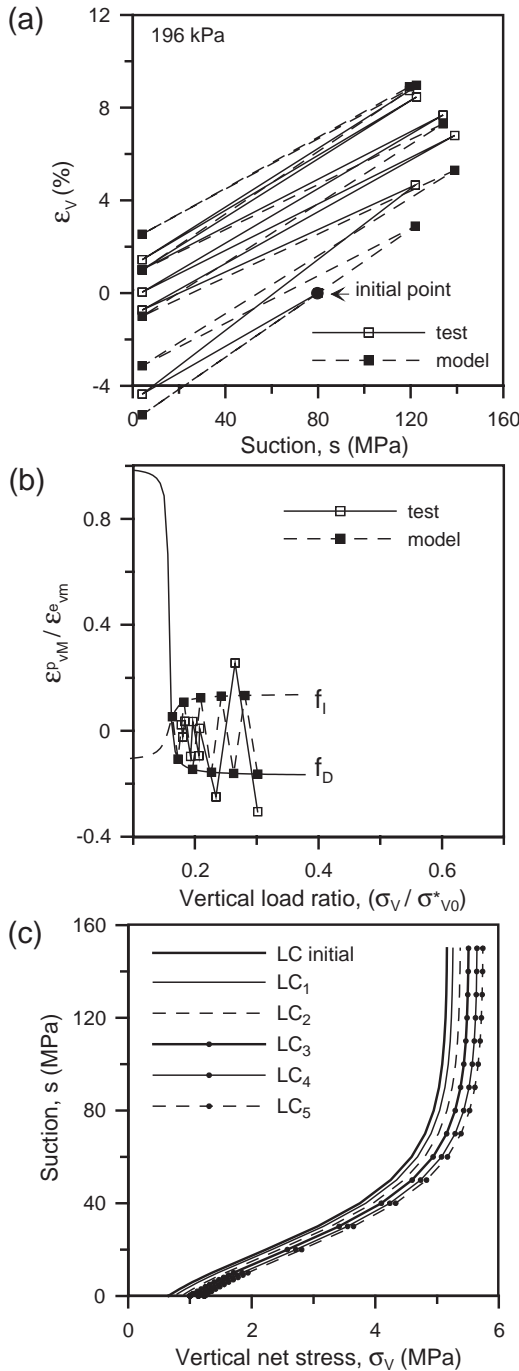 (a)
196 kPa
12
8
4
0
-4
εV (%)
initial point
test
model
0 40 80 120 160
Suction, s (MPa)
(b)
0.8
0.4
0
-0.4
ε^p_vM / ε^e_vm
test
model
f_I
f_D
0.2 0.4 0.6
Vertical load ratio, (σ_V / σ*_V0)
(c)
160
120
80
40
0
Suction, s (MPa)
LC initial
LC_1
LC_2
LC_3
LC_4
LC_5
0 2 4 6
Vertical net stress, σ_V (MPa)